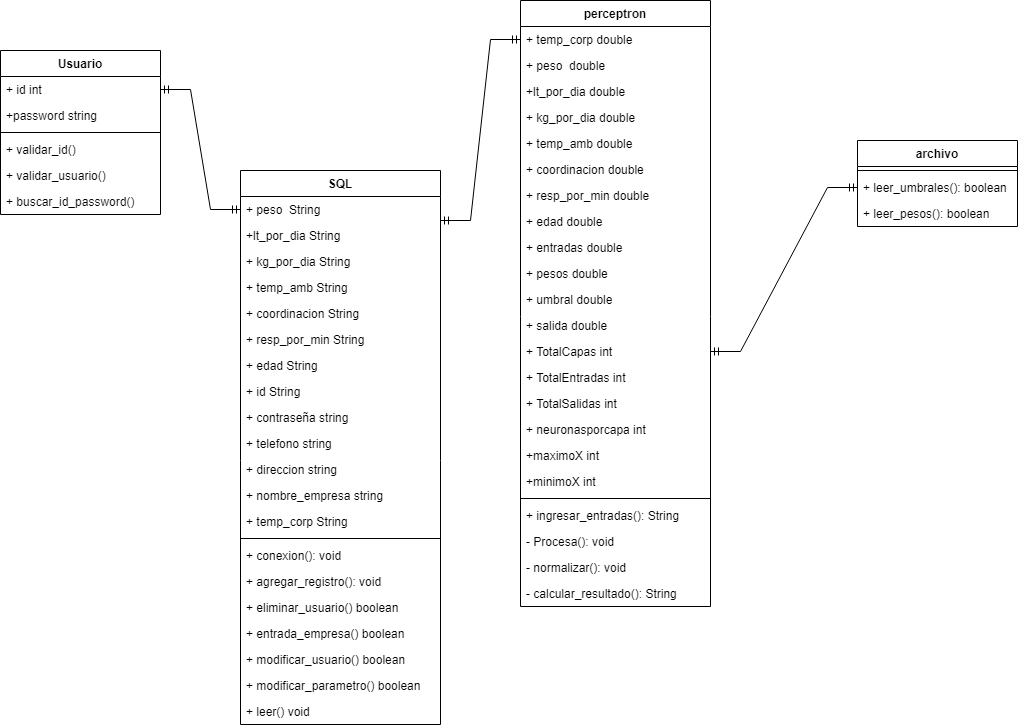 Usuario
+ id int
+password string
+ validar_id()
+ validar_usuario()
+ buscar_id_password()
SQL
+ peso  String
+lt_por_dia String
+ kg_por_dia String
+ temp_amb String
+ coordinacion String
+ resp_por_min String
+ edad String
+ id String
+ contraseña string
+ telefono string
+ direccion string
+ nombre_empresa string
+ temp_corp String
+ conexion(): void
+ agregar_registro(): void
+ eliminar_usuario() boolean
+ entrada_empresa() boolean
+ modificar_usuario() boolean
+ modificar_parametro() boolean
+ leer() void
perceptron
+ temp_corp double
+ peso  double
+lt_por_dia double
+ kg_por_dia double
+ temp_amb double
+ coordinacion double
+ resp_por_min double
+ edad double
+ entradas double
+ pesos double
+ umbral double
+ salida double
+ TotalCapas int
+ TotalEntradas int
+ TotalSalidas int
+ neuronasporcapa int
+maximoX int
+minimoX int
+ ingresar_entradas(): String
- Procesa(): void
- normalizar(): void
- calcular_resultado(): String
archivo
+ leer_umbrales(): boolean
+ leer_pesos(): boolean